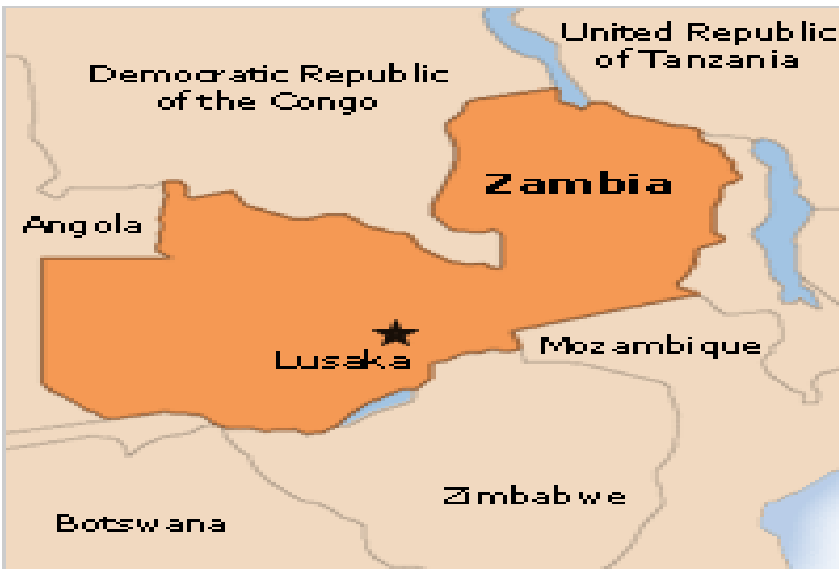 United Republic
of Tanzania
Democratic Republic
of the Congo
Zambia
Angola
Lusaka
Mozambique
Zimbabwe
Botswana